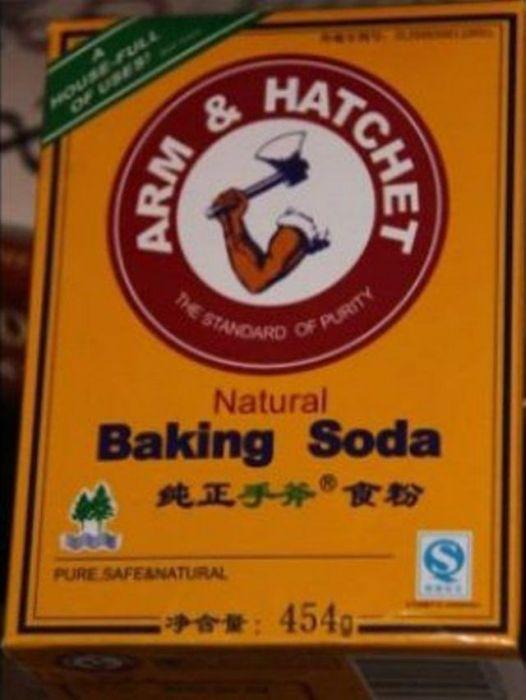 A
HOUSE-FULL
OF USES!
ARM & HATCHET
THE STANDARD OF PURITY
Natural
Baking Soda
纯正手斧®食粉
PURE.SAFE&NATURAL
净含量：454g